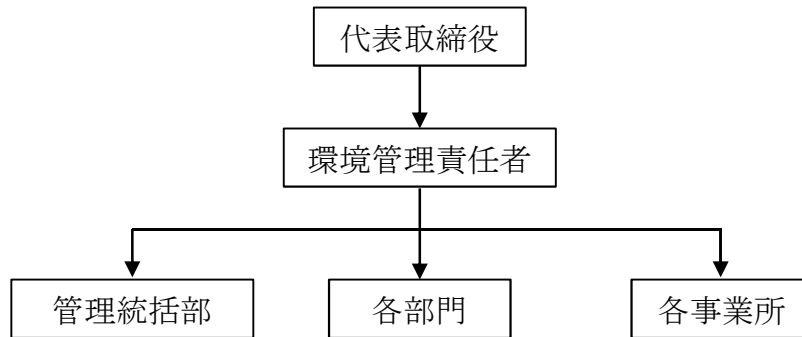 代表取締役
環境管理責任者
管理統括部
各部門
各事業所